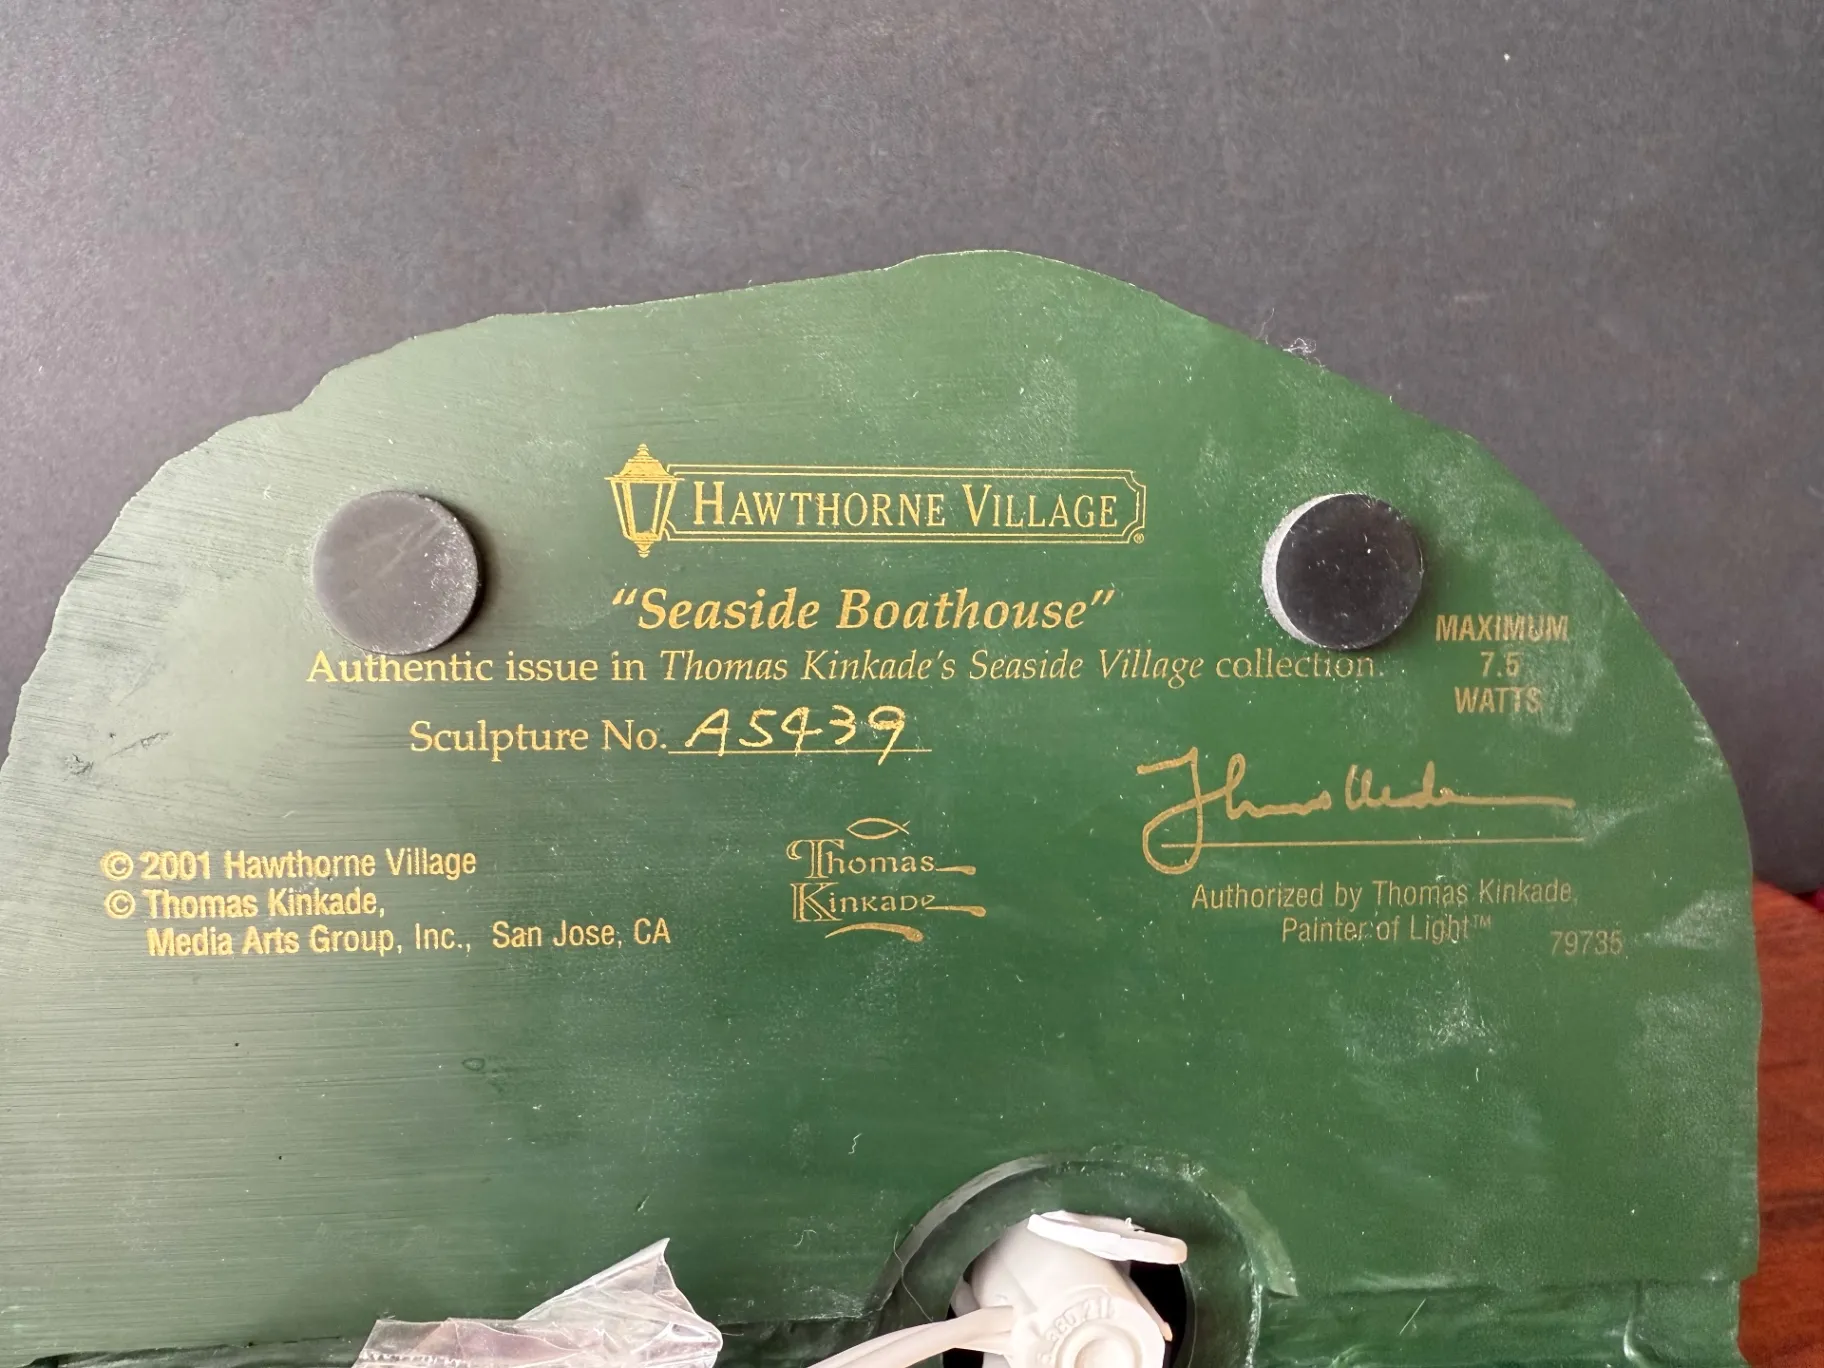 HAWTHORNE VILLAGE®
“Seaside Boathouse”
Authentic issue in Thomas Kinkade's Seaside Village collection.
Sculpture No. A5439
MAXIMUM
7.5
WATTS
© 2001 Hawthorne Village
© Thomas Kinkade,
Media Arts Group, Inc., San Jose, CA
Thomas
Kinkade
Authorized by Thomas Kinkade,
Painter of Light™
79735